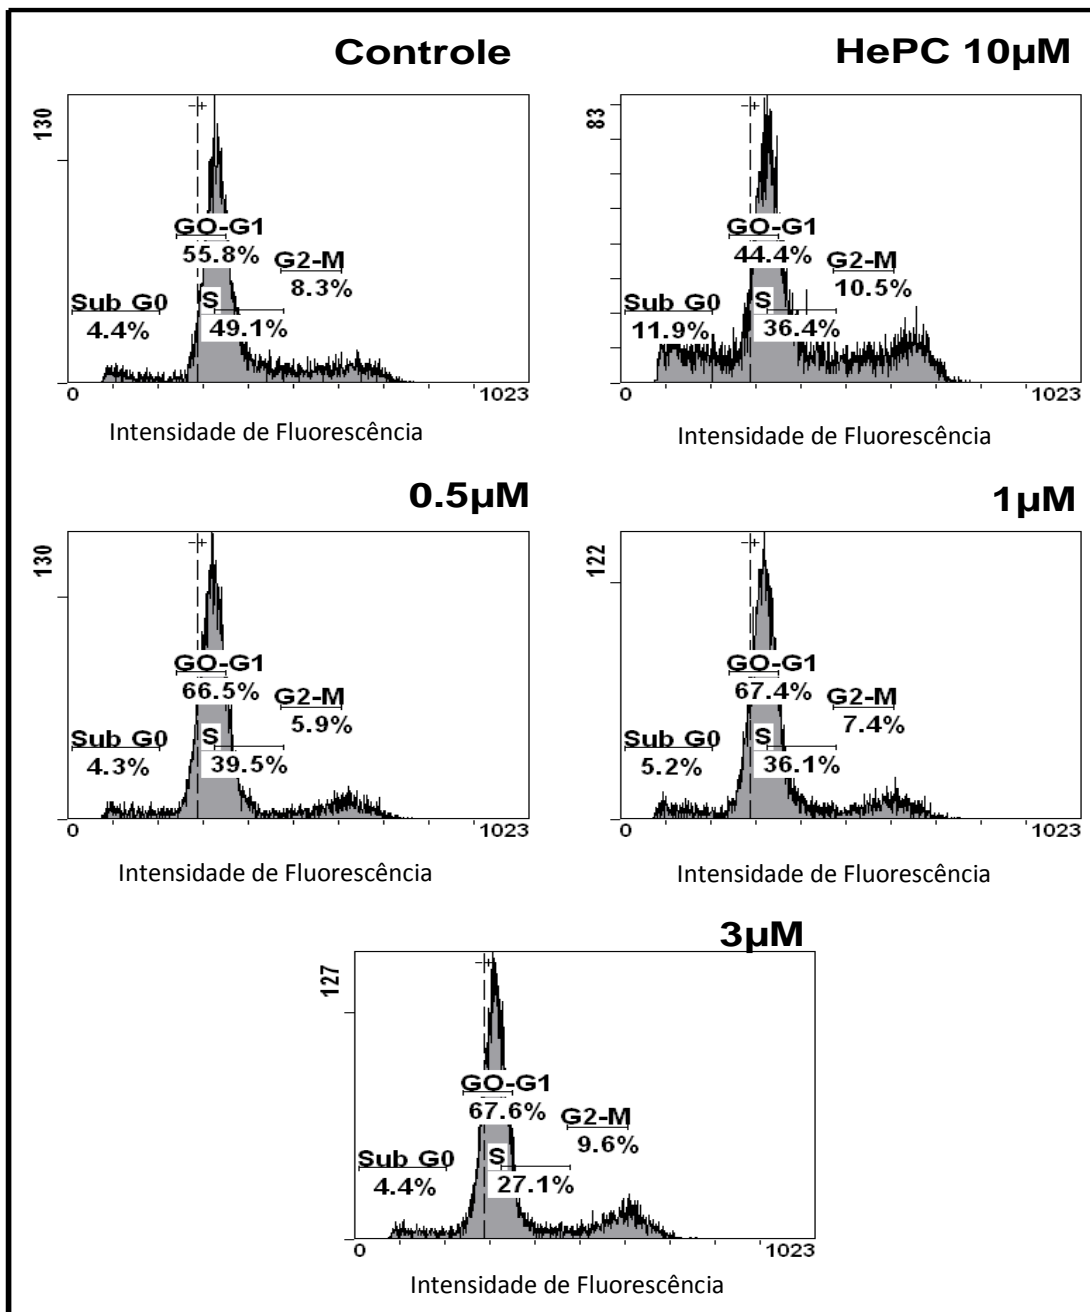 Controle
130
GO-G1
55.8%
G2-M
8.3%
Sub G0
4.4%
S
49.1%
0
1023
Intensidade de Fluorescência
HePC 10µM
83
GO-G1
44.4%
G2-M
10.5%
Sub G0
11.9%
S
36.4%
0
1023
Intensidade de Fluorescência
0.5µM
130
GO-G1
66.5%
G2-M
5.9%
Sub G0
4.3%
S
39.5%
0
1023
Intensidade de Fluorescência
1µM
122
GO-G1
67.4%
G2-M
7.4%
Sub G0
5.2%
S
36.1%
0
1023
Intensidade de Fluorescência
3µM
127
GO-G1
67.6%
G2-M
9.6%
Sub G0
4.4%
S
27.1%
0
1023
Intensidade de Fluorescência